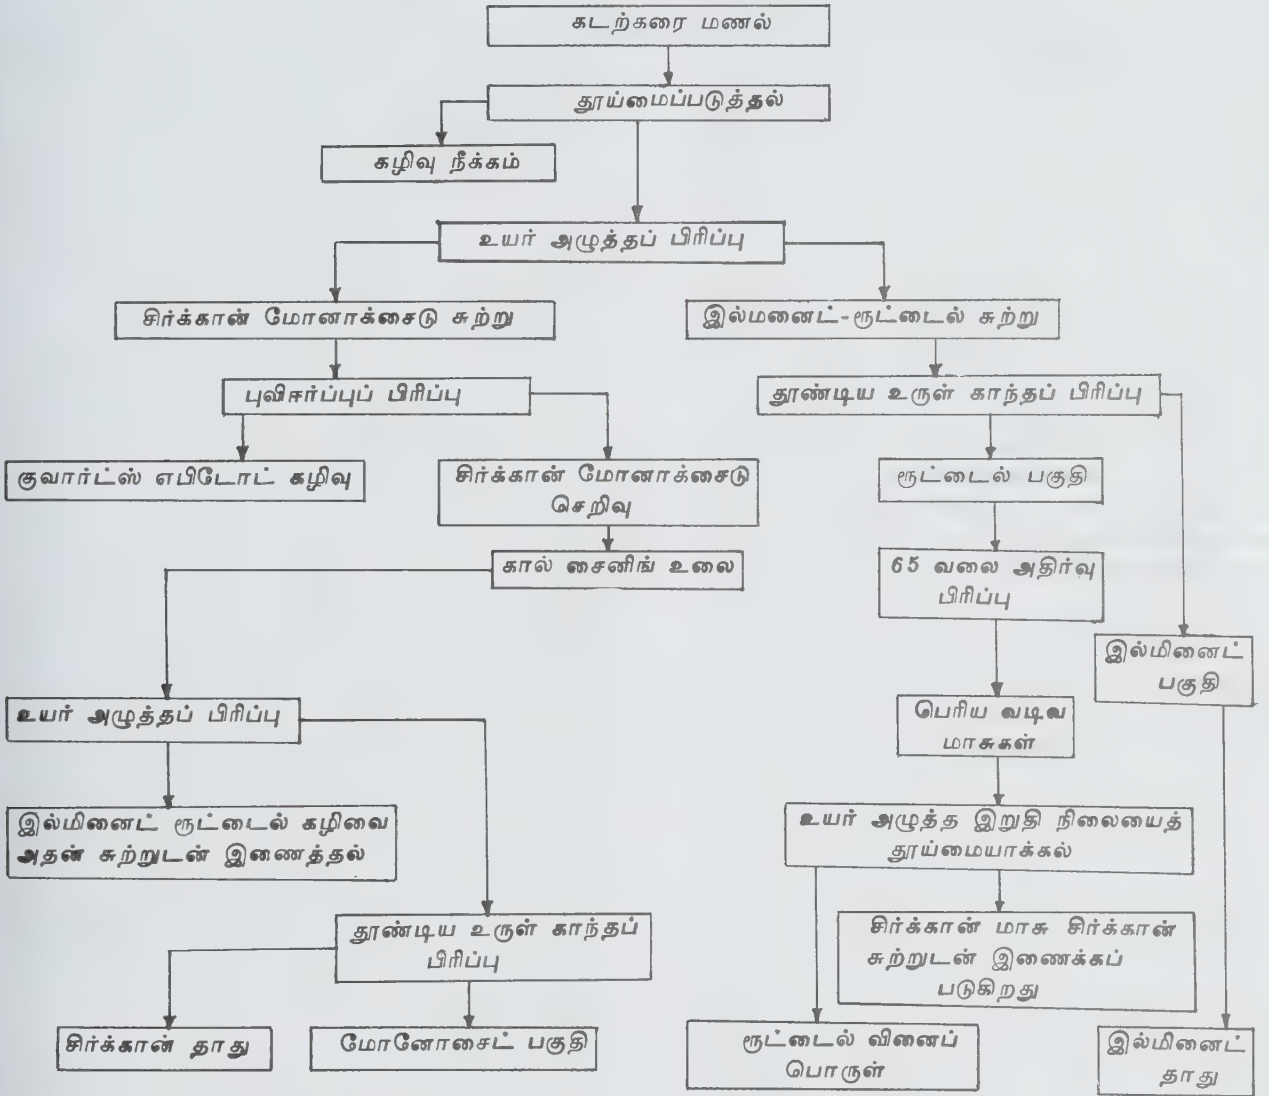 கடற்கரை மணல்
தூய்மைப்படுத்தல்
கழிவு நீக்கம்
உயர் அழுத்தப் பிரிப்பு
சிர்க்கான் மோனாக்சைடு சுற்று
இல்மனைட்-ரூட்டைல் சுற்று
புவிஈர்ப்புப் பிரிப்பு
தூண்டிய உருள் காந்தப் பிரிப்பு
குவார்ட்ஸ் எபிடோட் கழிவு
சிர்க்கான் மோனாக்சைடு
செறிவு
ரூட்டைல் பகுதி
கால் சைனிங் உலை
65 வலை அதிர்வு
பிரிப்பு
இல்மினைட்
பகுதி
உயர் அழுத்தப் பிரிப்பு
பெரிய வடிவ
மாசுகள்
இல்மினைட் ரூட்டைல் கழிவை
அதன் சுற்றுடன் இணைத்தல்
உயர் அழுத்த இறுதி நிலையைத்
தூய்மையாக்கல்
தூண்டிய உருள் காந்தப்
பிரிப்பு
சிர்க்கான் மாசு சிர்க்கான்
சுற்றுடன் இணைக்கப்
படுகிறது
சிர்க்கான் தாது
மோனோசைட் பகுதி
ரூட்டைல் வினைப்
பொருள்
இல்மினைட்
தாது